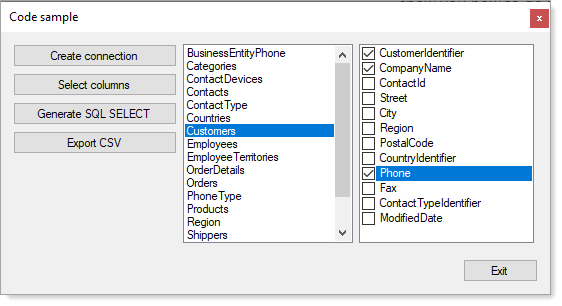 Code sample
Create connection
Select columns
Generate SQL SELECT
Export CSV
BusinessEntityPhone
Categories
ContactDevices
Contacts
ContactType
Countries
Customers
Employees
EmployeeTerritories
OrderDetails
Orders
PhoneType
Products
Region
Shippers
CustomerIdentifier
CompanyName
ContactId
Street
City
Region
PostalCode
CountryIdentifier
Phone
Fax
ContactTypeIdentifier
ModifiedDate
Exit